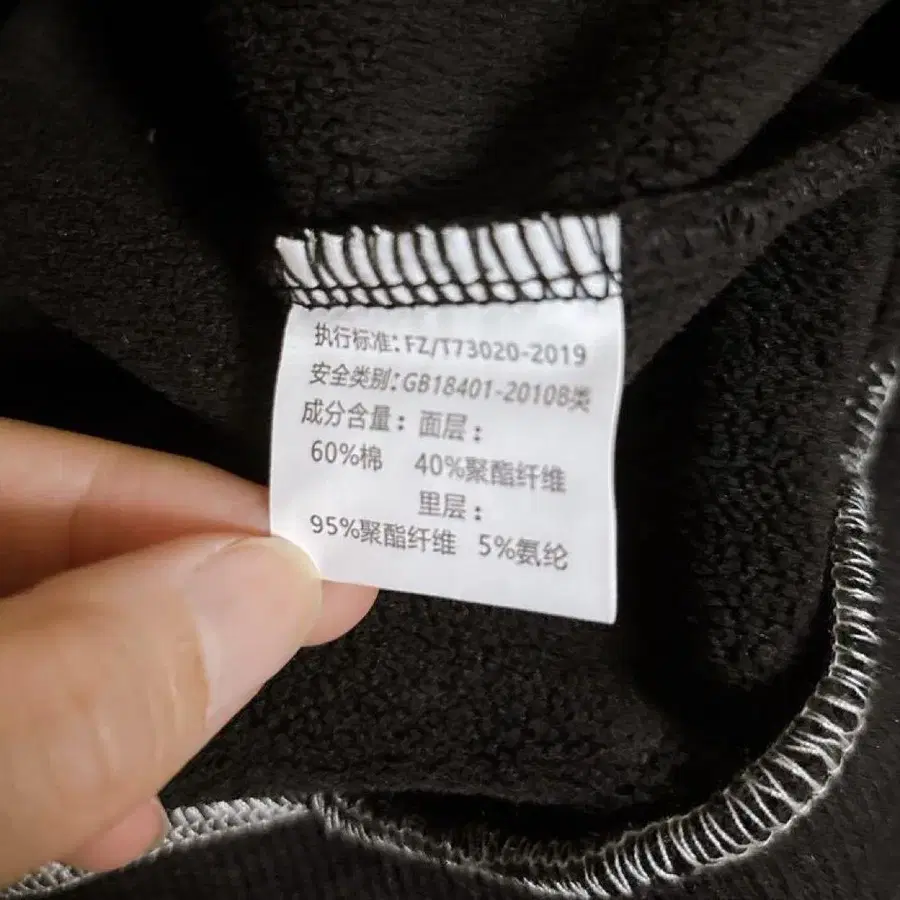 执行标准：FZ/T73020-2019
安全类别：GB18401-2010B类
成分含量：面层：
60%棉 40%聚酯纤维
里层：
95%聚酯纤维 5%氨纶